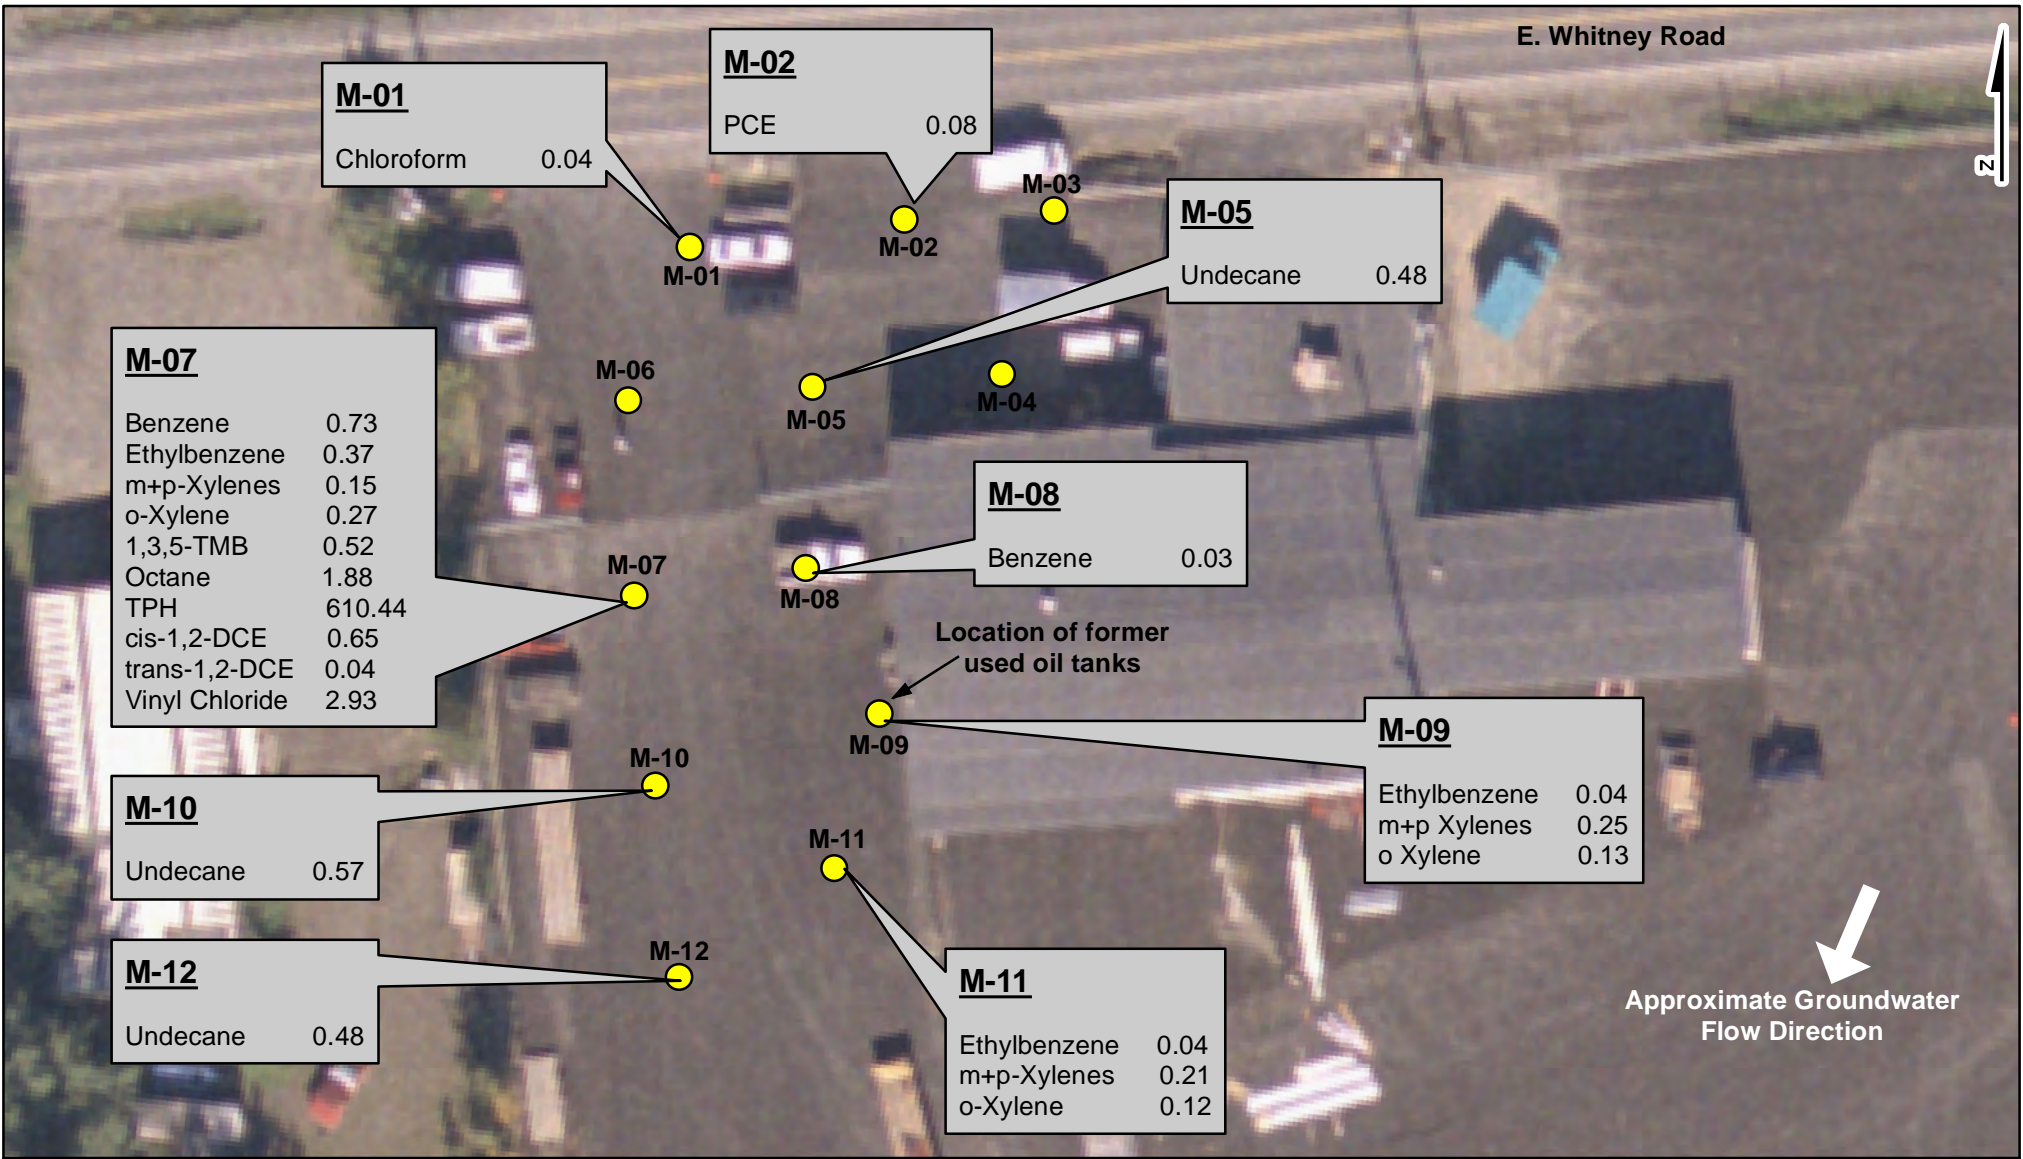 E. Whitney Road
N
M-01
Chloroform 0.04
M-02
PCE 0.08
M-03
M-05
Undecane 0.48
M-01
M-02
M-07
Benzene 0.73
Ethylbenzene 0.37
m+p-Xylenes 0.15
o-Xylene 0.27
1,3,5-TMB 0.52
Octane 1.88
TPH 610.44
cis-1,2-DCE 0.65
trans-1,2-DCE 0.04
Vinyl Chloride 2.93
M-06
M-05
M-04
M-08
Benzene 0.03
M-07
M-08
Location of former
used oil tanks
M-09
M-09
Ethylbenzene 0.04
m+p Xylenes 0.25
o Xylene 0.13
M-10
M-10
Undecane 0.57
M-11
M-12
Undecane 0.48
M-12
M-11
Ethylbenzene 0.04
m+p-Xylenes 0.21
o-Xylene 0.12
Approximate Groundwater
Flow Direction